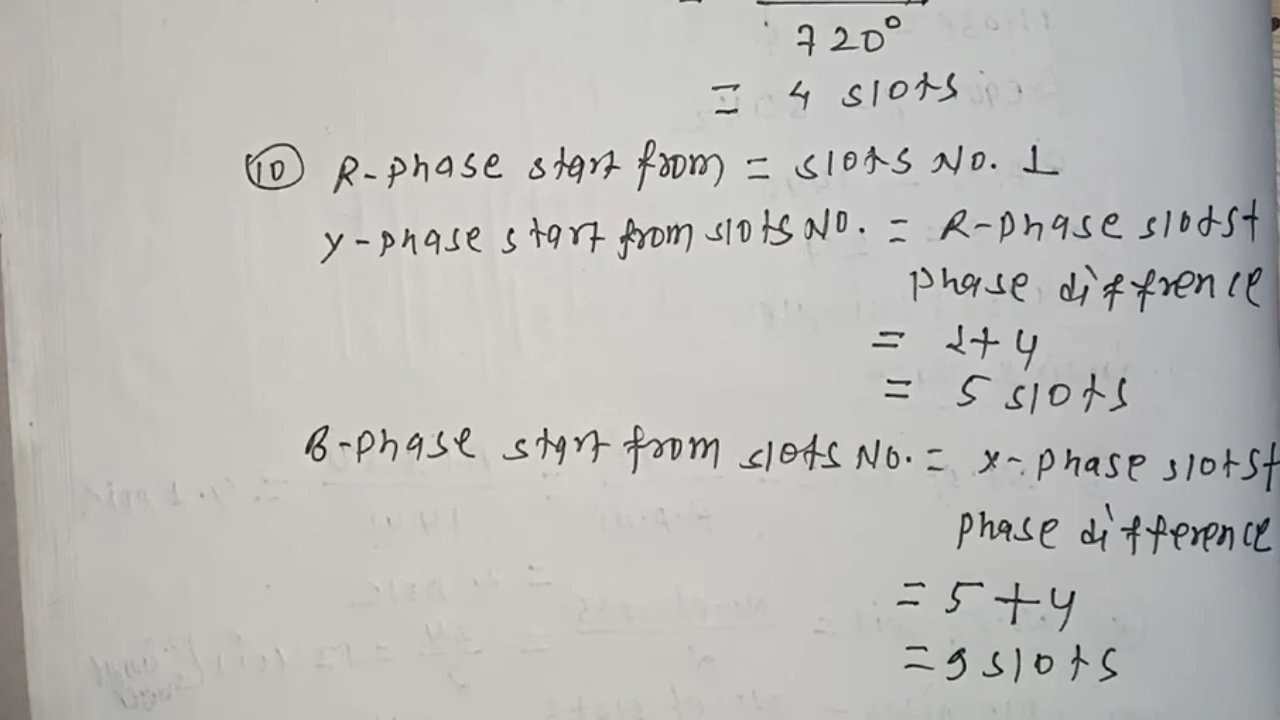 720°
= 4 slots
⑩ R-phase start from = slots No. 1
Y-phase start from slots No. = R-phase slots+
phase difference
= 1+4
= 5 slots
B-phase start from slots No. = Y-phase slots+
phase difference
= 5+4
= 9 slots